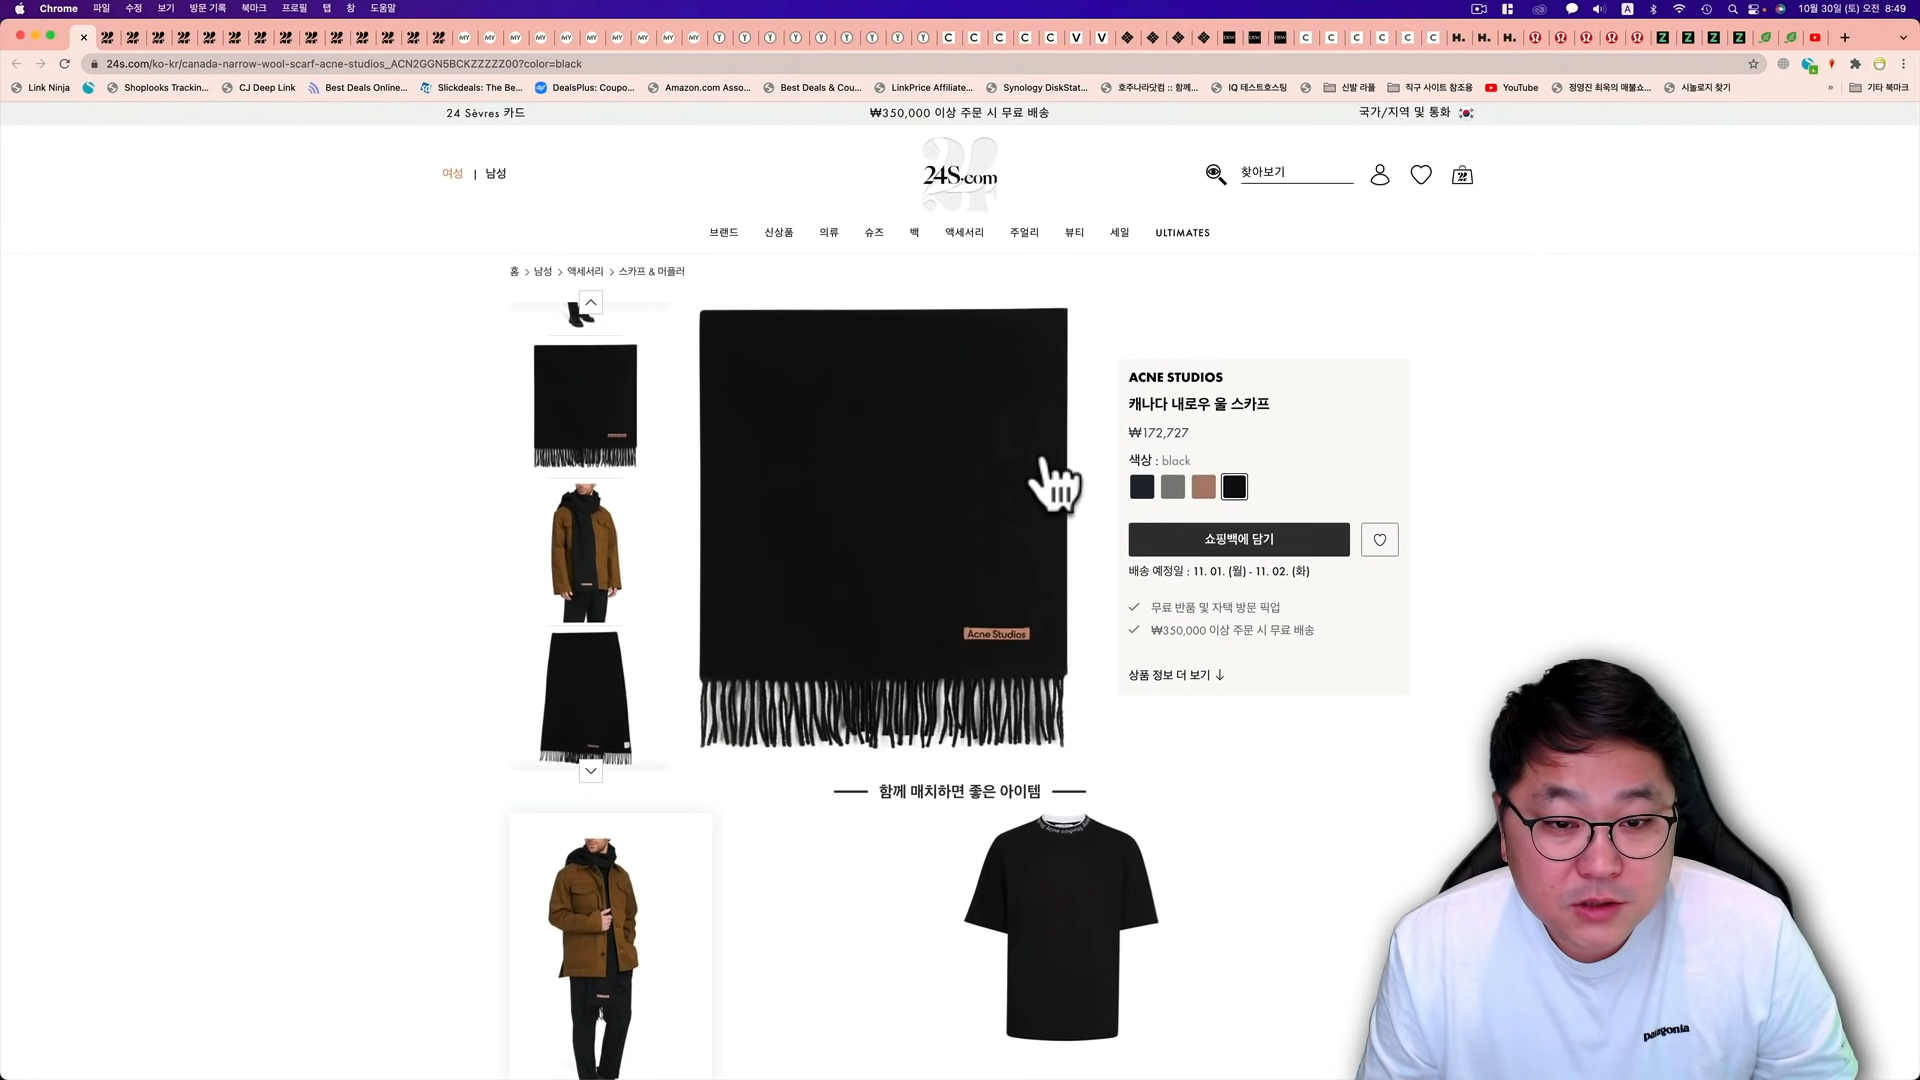 Chrome 파일 수정 보기 방문 기록 북마크 프로필 탭 창 도움말 A 10월 30일 (토) 오전 8:49
24s.com/ko-kr/canada-narrow-wool-scarf-acne-studios_ACN2GGN5BCKZZZZZ00?color=black
Link Ninja Shoplooks Trackin... CJ Deep Link Best Deals Online... Slickdeals: The Be... DealsPlus: Coupo... Amazon.com Asso... Best Deals & Cou... LinkPrice Affiliate... Synology DiskStat... 호주나라닷컴 :: 함께... IQ 테스트호스팅 신발 라플 직구 사이트 참조용 YouTube 정영진 최욱의 매불쇼... 시놀로지 찾기 » 기타 북마크
24 Sèvres 카드 ₩350,000 이상 주문 시 무료 배송 국가/지역 및 통화
여성 | 남성 24S.com 찾아보기
브랜드 신상품 의류 슈즈 백 액세서리 주얼리 뷰티 세일 ULTIMATES
홈 > 남성 > 액세서리 > 스카프 & 머플러
ACNE STUDIOS
캐나다 내로우 울 스카프
₩172,727
색상 : black
쇼핑백에 담기
배송 예정일 : 11. 01. (월) - 11. 02. (화)
무료 반품 및 자택 방문 픽업
₩350,000 이상 주문 시 무료 배송
Acne Studios
상품 정보 더 보기 ↓
함께 매치하면 좋은 아이템
Patagonia